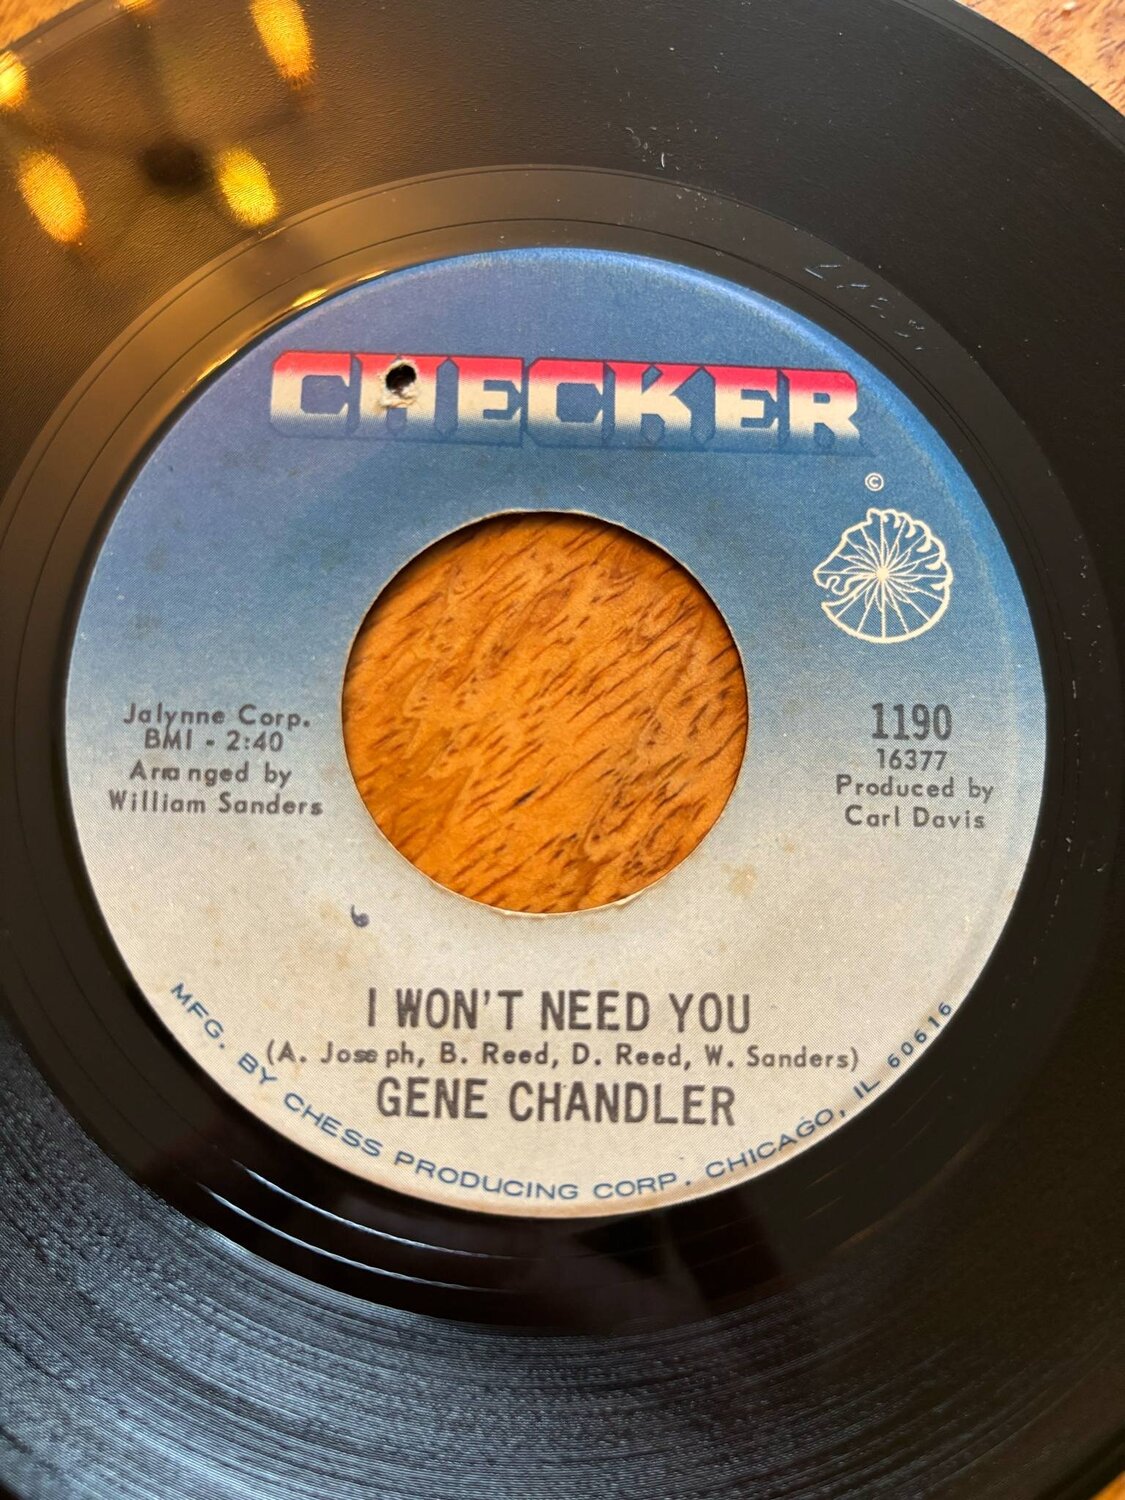 CHECKER
©
Jalynne Corp.
BMI - 2:40
Arranged by
William Sanders
1190
16377
Produced by
Carl Davis
I WON'T NEED YOU
(A. Joseph, B. Reed, D. Reed, W. Sanders)
GENE CHANDLER
MFG. BY CHESS PRODUCING CORP., CHICAGO, IL 60616